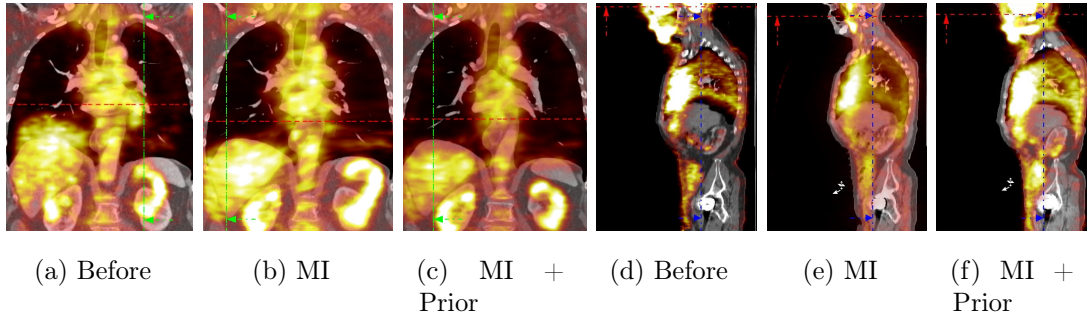 (a) Before
(b) MI
(c) MI +
Prior
(d) Before
(e) MI
(f) MI +
Prior